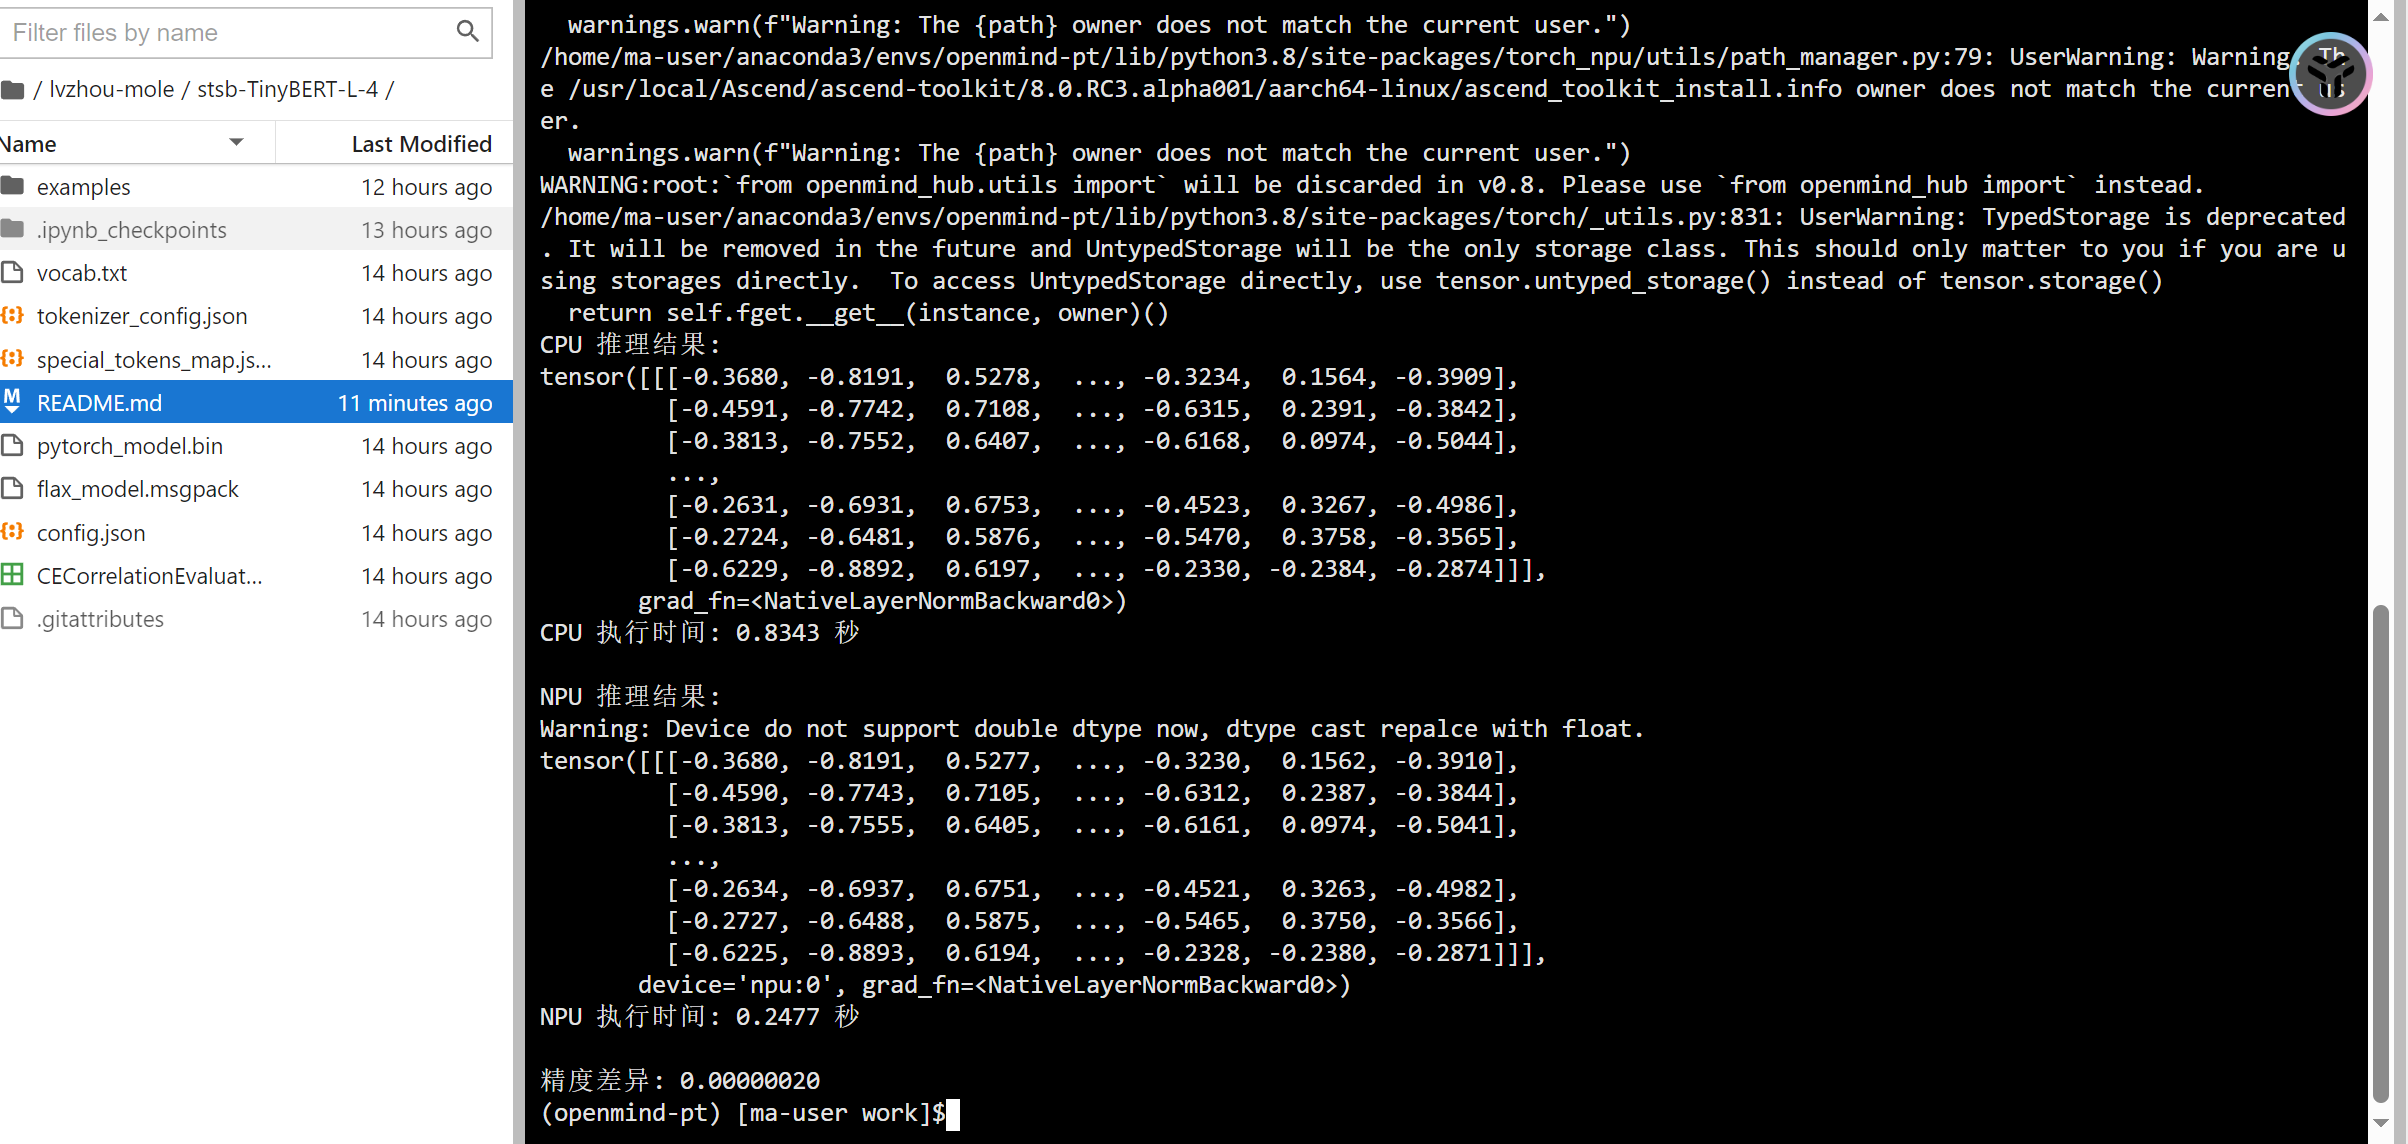 Filter files by name
/ lvzhou-mole / stsb-TinyBERT-L-4 /
Name Last Modified
examples 12 hours ago
.ipynb_checkpoints 13 hours ago
vocab.txt 14 hours ago
tokenizer_config.json 14 hours ago
special_tokens_map.js... 14 hours ago
README.md 11 minutes ago
pytorch_model.bin 14 hours ago
flax_model.msgpack 14 hours ago
config.json 14 hours ago
CECorrelationEvaluat... 14 hours ago
.gitattributes 14 hours ago
  warnings.warn(f"Warning: The {path} owner does not match the current user.")
/home/ma-user/anaconda3/envs/openmind-pt/lib/python3.8/site-packages/torch_npu/utils/path_manager.py:79: UserWarning: Warning: Th
e /usr/local/Ascend/ascend-toolkit/8.0.RC3.alpha001/aarch64-linux/ascend_toolkit_install.info owner does not match the current us
er.
  warnings.warn(f"Warning: The {path} owner does not match the current user.")
WARNING:root:`from openmind_hub.utils import` will be discarded in v0.8. Please use `from openmind_hub import` instead.
/home/ma-user/anaconda3/envs/openmind-pt/lib/python3.8/site-packages/torch/_utils.py:831: UserWarning: TypedStorage is deprecated
. It will be removed in the future and UntypedStorage will be the only storage class. This should only matter to you if you are u
sing storages directly.  To access UntypedStorage directly, use tensor.untyped_storage() instead of tensor.storage()
  return self.fget.__get__(instance, owner)()
CPU 推理结果:
tensor([[[-0.3680, -0.8191,  0.5278,  ..., -0.3234,  0.1564, -0.3909],
         [-0.4591, -0.7742,  0.7108,  ..., -0.6315,  0.2391, -0.3842],
         [-0.3813, -0.7552,  0.6407,  ..., -0.6168,  0.0974, -0.5044],
         ...,
         [-0.2631, -0.6931,  0.6753,  ..., -0.4523,  0.3267, -0.4986],
         [-0.2724, -0.6481,  0.5876,  ..., -0.5470,  0.3758, -0.3565],
         [-0.6229, -0.8892,  0.6197,  ..., -0.2330, -0.2384, -0.2874]]],
       grad_fn=<NativeLayerNormBackward0>)
CPU 执行时间: 0.8343 秒
NPU 推理结果:
Warning: Device do not support double dtype now, dtype cast repalce with float.
tensor([[[-0.3680, -0.8191,  0.5277,  ..., -0.3230,  0.1562, -0.3910],
         [-0.4590, -0.7743,  0.7105,  ..., -0.6312,  0.2387, -0.3844],
         [-0.3813, -0.7555,  0.6405,  ..., -0.6161,  0.0974, -0.5041],
         ...,
         [-0.2634, -0.6937,  0.6751,  ..., -0.4521,  0.3263, -0.4982],
         [-0.2727, -0.6488,  0.5875,  ..., -0.5465,  0.3750, -0.3566],
         [-0.6225, -0.8893,  0.6194,  ..., -0.2328, -0.2380, -0.2871]]],
       device='npu:0', grad_fn=<NativeLayerNormBackward0>)
NPU 执行时间: 0.2477 秒
精度差异: 0.00000020
(openmind-pt) [ma-user work]$